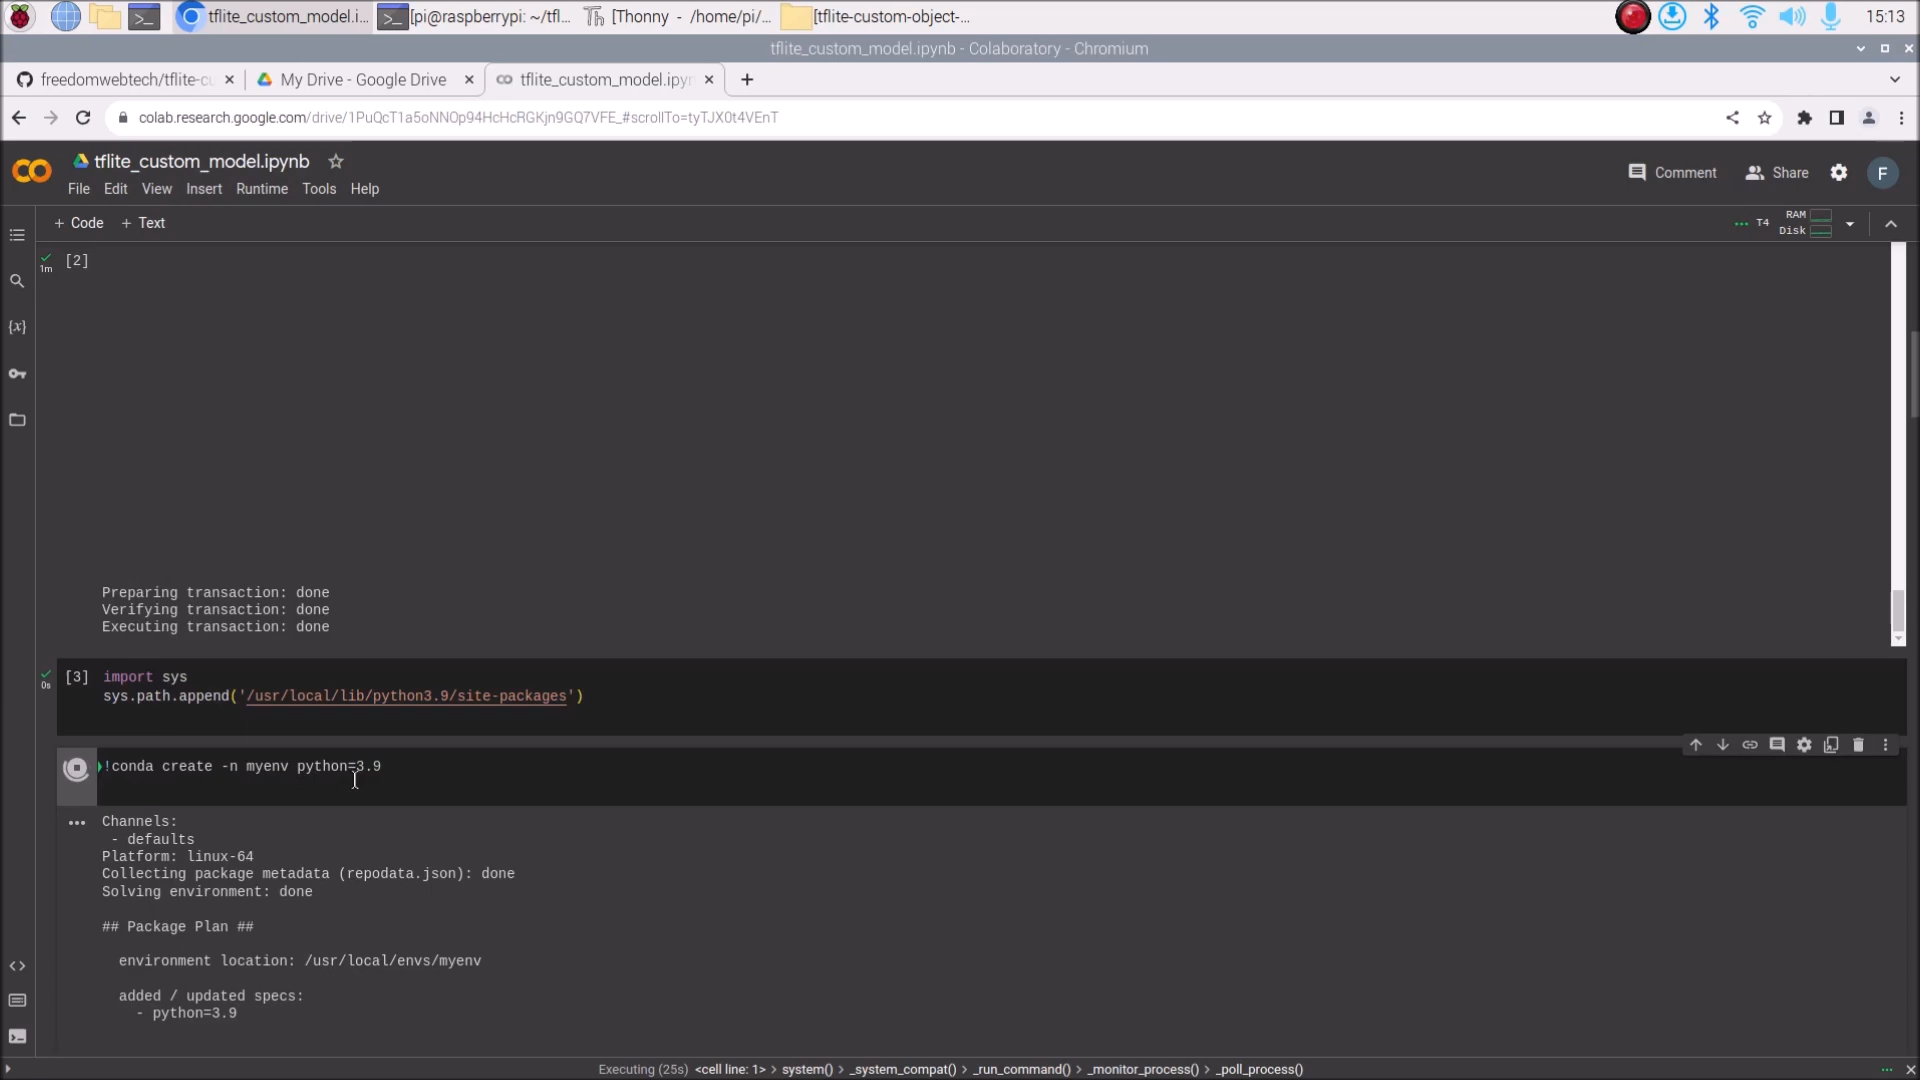 tflite_custom_model.i...
[pi@raspberrypi: ~/tfl...
Th [Thonny - /home/pi/...
[tflite-custom-object-...
15:13
tflite_custom_model.ipynb - Colaboratory - Chromium
freedomwebtech/tflite-cu
My Drive - Google Drive
tflite_custom_model.ipyn
colab.research.google.com/drive/1PuQcT1a5oNNOp94HcHcRGKjn9GQ7VFE_#scrollTo=tyTJX0t4VEnT
tflite_custom_model.ipynb
Comment
Share
F
File Edit View Insert Runtime Tools Help
+ Code + Text
T4
RAM
Disk
[2]
1m
Preparing transaction: done
Verifying transaction: done
Executing transaction: done
[3] import sys
0s
sys.path.append('/usr/local/lib/python3.9/site-packages')
!conda create -n myenv python=3.9
Channels:
- defaults
Platform: linux-64
Collecting package metadata (repodata.json): done
Solving environment: done
## Package Plan ##
environment location: /usr/local/envs/myenv
added / updated specs:
- python=3.9
Executing (25s) <cell line: 1> > system() > _system_compat() > _run_command() > _monitor_process() > _poll_process()